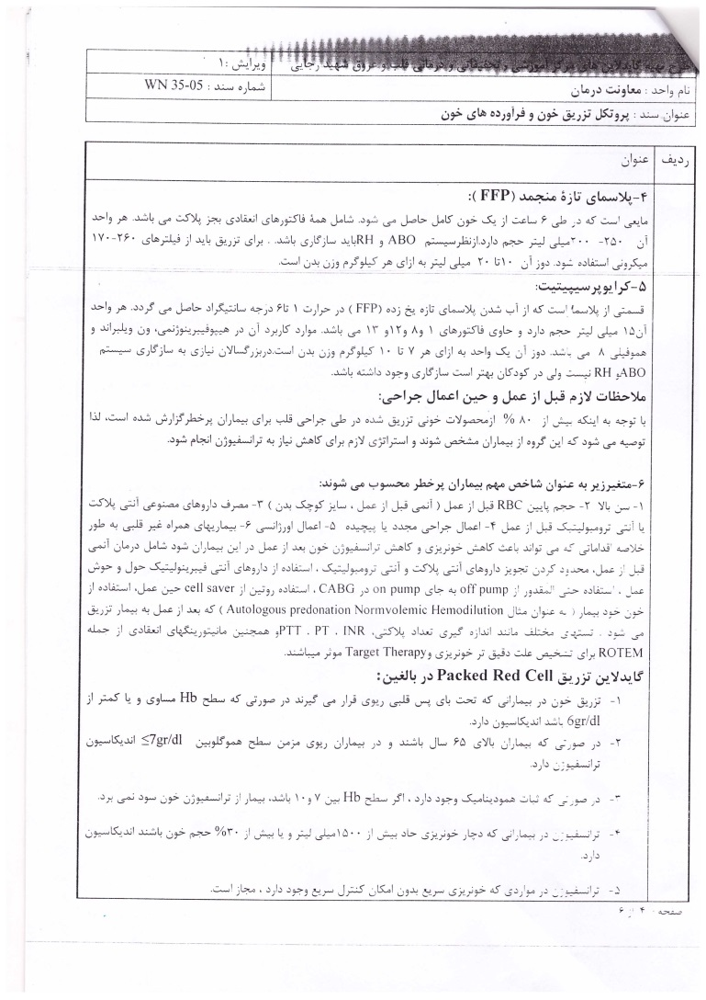 مرکز آموزشی ، تحقیقاتی و درمانی قلب و عروق شهید رجایی
ویرایش :۱
نام واحد : معاونت درمان
شماره سند : WN 35-05
عنوان سند : پروتکل تزریق خون و فرآورده های خون
ردیف
عنوان
۴-پلاسمای تازۀ منجمد (FFP ):
مایعی است که در طی ۶ ساعت از یک خون کامل حاصل می شود. شامل همۀ فاکتورهای انعقادی بجز پلاکت می باشد. هر واحد
آن ۲۵۰- ۲۰۰میلی لیتر حجم دارد.ازنظرسیستم ABO و RHباید سازگاری باشد. . برای تزریق باید از فیلترهای ۲۶۰-۱۷۰
میکرونی استفاده شود. دوز آن ۱۰تا ۲۰ میلی لیتر به ازای هر کیلوگرم وزن بدن است.
۵-کرایوپرسیپیتیت:
قسمتی از پلاسما است که از آب شدن پلاسمای تازه یخ زده (FFP ) در حرارت ۱ تا۶ درجه سانتیگراد حاصل می گردد. هر واحد
آن۱۵ میلی لیتر حجم دارد و حاوی فاکتورهای ۱ و۸ و۱۲و ۱۳ می باشد. موارد کاربرد آن در هیپوفیبرینوژنمی، ون ویلبراند و
هموفیلی ۸ می باشد. دوز آن یک واحد به ازای هر ۷ تا ۱۰ کیلوگرم وزن بدن است.دربزرگسالان نیازی به سازگاری سیستم
ABOو RH نیست ولی در کودکان بهتر است سازگاری وجود داشته باشد.
ملاحظات لازم قبل از عمل و حین اعمال جراحی:
با توجه به اینکه بیش از ۸۰ % ازمحصولات خونی تزریق شده در طی جراحی قلب برای بیماران پرخطرگزارش شده است، لذا
توصیه می شود که این گروه از بیماران مشخص شوند و استراتژی لازم برای کاهش نیاز به ترانسفیوژن انجام شود.
۶-متغیرزیر به عنوان شاخص مهم بیماران پرخطر محسوب می شوند:
۱- سن بالا ۲- حجم پایین RBC قبل از عمل ( آنمی قبل از عمل ، سایز کوچک بدن ) ۳- مصرف داروهای مصنوعی آنتی پلاکت
یا آنتی ترومبولیتیک قبل از عمل ۴- اعمال جراحی مجدد یا پیچیده ۵- اعمال اورژانسی ۶- بیماریهای همراه غیر قلبی به طور
خلاصه اقداماتی که می تواند باعث کاهش خونریزی و کاهش ترانسفیوژن خون بعد از عمل در این بیماران شود شامل درمان آنمی
قبل از عمل، محدود کردن تجویز داروهای آنتی پلاکت و آنتی ترومبولیتیک ، استفاده از داروهای آنتی فیبرینولیتیک حول و حوش
عمل ، استفاده حتی المقدور از off pump به جای on pump در CABG ، استفاده روتین از cell saver حین عمل، استفاده از
خون خود بیمار ( به عنوان مثال Autologous predonation Normvolemic Hemodilution ) که بعد از عمل به بیمار تزریق
می شود . تستهای مختلف مانند اندازه گیری تعداد پلاکتی، PTT ، PT ، INRو همچنین مانیتورینگهای انعقادی از جمله
ROTEM برای تشخیص علت دقیق تر خونریزی و Target Therapy موثر میباشند.
گایدلاین تزریق Packed Red Cell در بالغین:
۱- تزریق خون در بیمارانی که تحت بای پس قلبی ریوی قرار می گیرند در صورتی که سطح Hb مساوی و یا کمتر از
6gr/dl باشد اندیکاسیون دارد.
۲- در صورتی که بیماران بالای ۶۵ سال باشند و در بیماران ریوی مزمن سطح هموگلوبین ≤7gr/dl اندیکاسیون
ترانسفیوژن دارد.
۳- در صورتی که ثبات همودینامیک وجود دارد ، اگر سطح Hb بین ۷ و۱۰ باشد، بیمار از ترانسفیوژن خون سود نمی برد.
۴- ترانسفیوژن در بیمارانی که دچار خونریزی حاد بیش از ۱۵۰۰میلی لیتر و یا بیش از ۳۰% حجم خون باشند اندیکاسیون
دارد.
۵- ترانسفیوژن در مواردی که خونریزی سریع بدون امکان کنترل سریع وجود دارد ، مجاز است.
صفحه ۴ از ۶